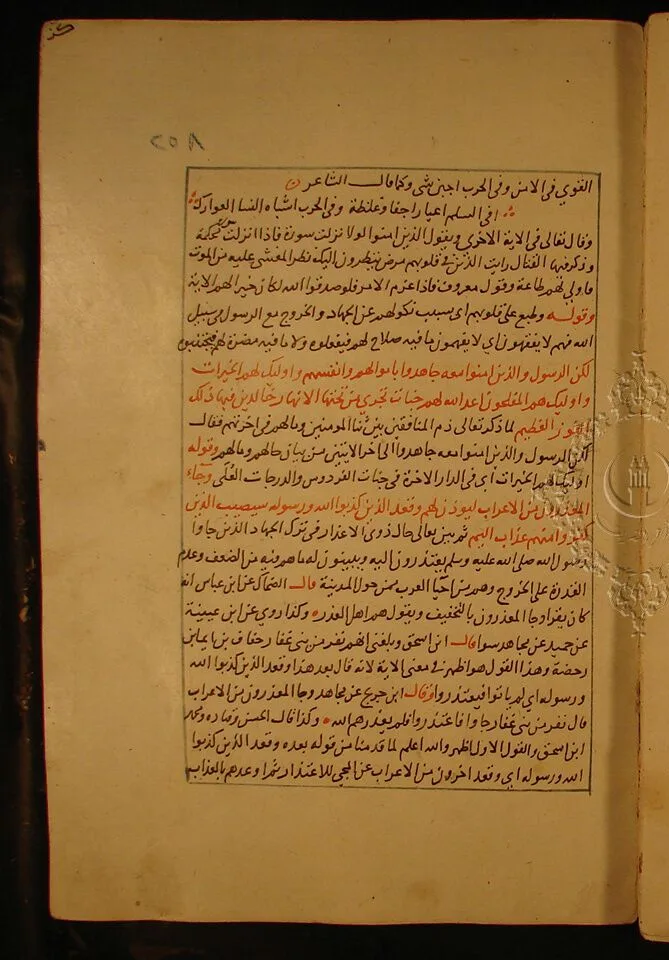 كز
٢٥٨
القوي في الامن وفي الحرب اجبن شي وكما قال الشاعر
افي السلم اعيارا جفا وغلظة وفي الحرب اشباه النسا العوارك
وقال تعالى في الاية الاخرى ويقول الذين امنوا لولا نزلت سورة فاذا انزلت سورة محكمة
وذكر فيها القتال رايت الذين في قلوبهم مرض ينظرون اليك نظر المغشي عليه من الموت
فاولي لهم طاعة وقول معروف فاذا عزم الامر فلو صدقوا الله لكان خيرا لهم الاية
وقوله وطبع على قلوبهم اي بسبب نكولهم عن الجهاد والخروج مع الرسول في سبيل
الله فهم لا يفقهون اي لا يفهمون ما فيه صلاح لهم فيفعلوه ولا ما فيه مضرة لهم فيجتنبوه
لكن الرسول والذين امنوا معه جاهدوا باموالهم وانفسهم واوليك لهم الخيرات
واوليك هم المفلحون اعد الله لهم جنات تجري من تحتها الانهار خالدين فيها ذلك
الفوز العظيم لما ذكر تعالى ذم المنافقين بين ثنا المومنين وما لهم في اخرتهم فقال
لكن الرسول والذين امنوا معه جاهدوا الى اخر الايتين من بيان حالهم ومالهم وقوله
اوليك لهم الخيرات اي في الدار الاخرة في جنات الفردوس والدرجات العُلى وجآء
المعذرون من الاعراب ليوذن لهم وقعد الذين كذبوا الله ورسوله سيصيب الذين
كفروا منهم عذاب اليم ثم بين تعالى حال ذوي الاعذار في ترك الجهاد الذين جاوا
رسول الله صلى الله عليه وسلم يعتذرون اليه ويبينون له ما هم فيه من الضعف وعدم
القدرة على الخروج وهم من احيا العرب ممن حول المدينة قال الضحاك عن ابن عباس انه
كان يقرا وجا المعذرون بالتخفيف ويقول هم اهل العذر وكذا روي عن ابن عيينة
عن حميد عن مجاهد سوا قال ابن اسحق وبلغني انهم نفر من بني غفار خفاف بن ايما بن
رحضة وهذا القول هو اظهر في معنى الاية لانه قال بعد هذا وقعد الذين كذبوا الله
ورسوله اي لم ياتوا فيعتذروا وقال ابن جريج عن مجاهد وجا المعذرون من الاعراب
قال نفر من بني غفار جاوا فاعتذروا فلم يعذرهم الله وكذا قال الحسن وقتاده ومحمد
ابن اسحق والقول الاول اظهر والله اعلم لما قدمنا من قوله بعده وقعد الذين كذبوا
الله ورسوله اي وقعد اخرون من الاعراب عن المجي للاعتذار ثم اوعدهم بالعذاب